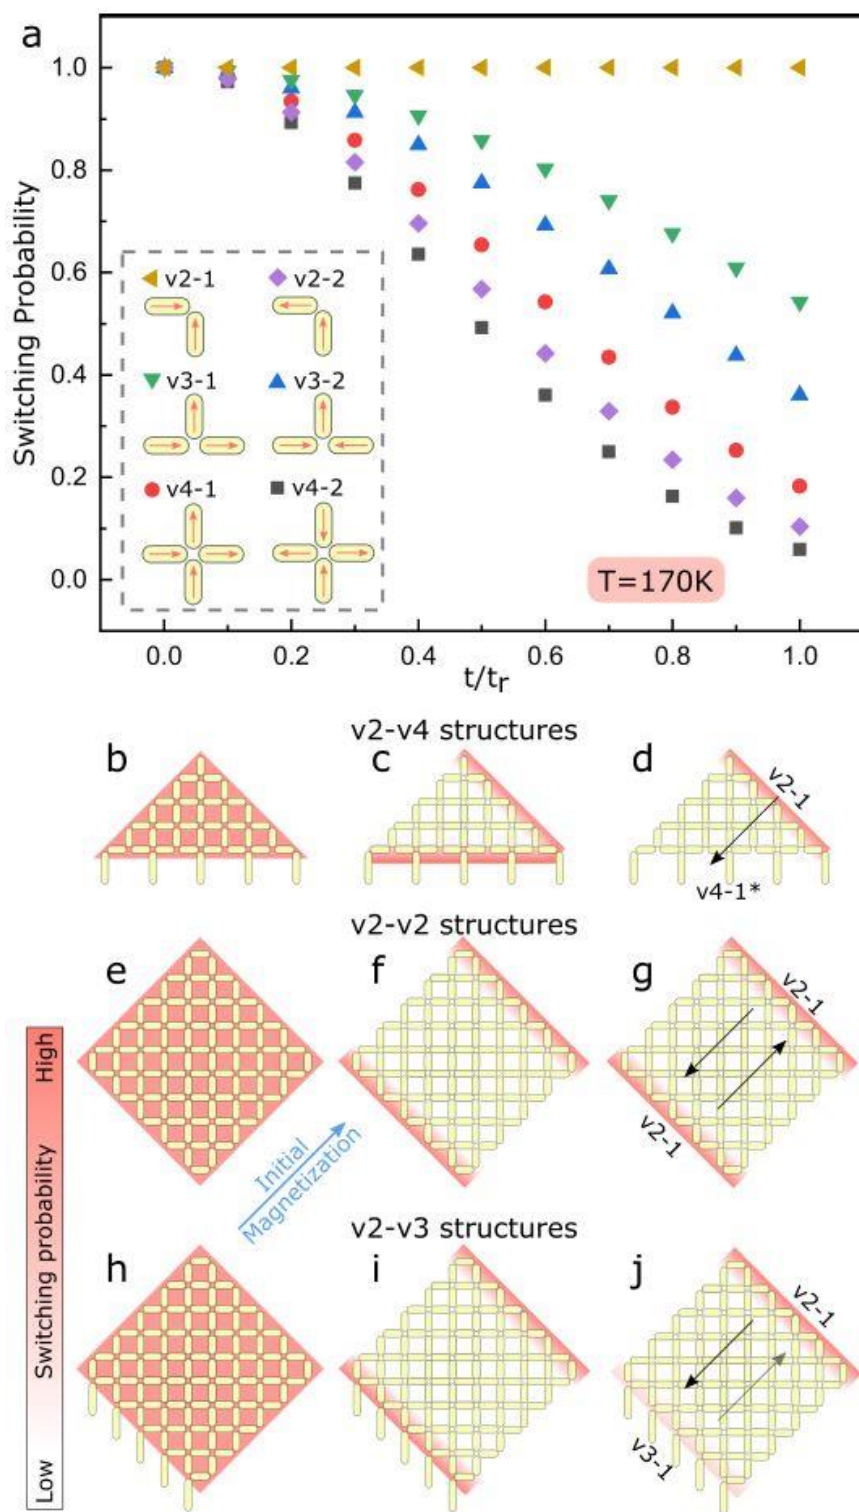 a
Switching Probability
1.0
0.8
0.6
0.4
0.2
0.0
v2-1
v2-2
v3-1
v3-2
v4-1
v4-2
T=170K
0.0
0.2
0.4
0.6
0.8
1.0
t/tr
v2-v4 structures
b
c
d
v2-1
v4-1*
v2-v2 structures
e
f
g
v2-1
v2-1
Initial
Magnetization
v2-v3 structures
h
i
j
v2-1
v3-1
High
Switching probability
Low